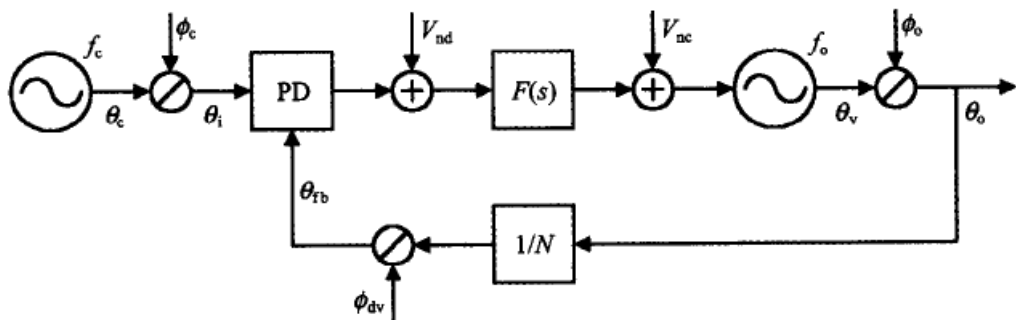 f_c
ϕ_c
θ_c
θ_i
PD
V_nd
F(s)
V_nc
f_o
θ_v
ϕ_o
θ_o
θ_fb
1/N
ϕ_dv